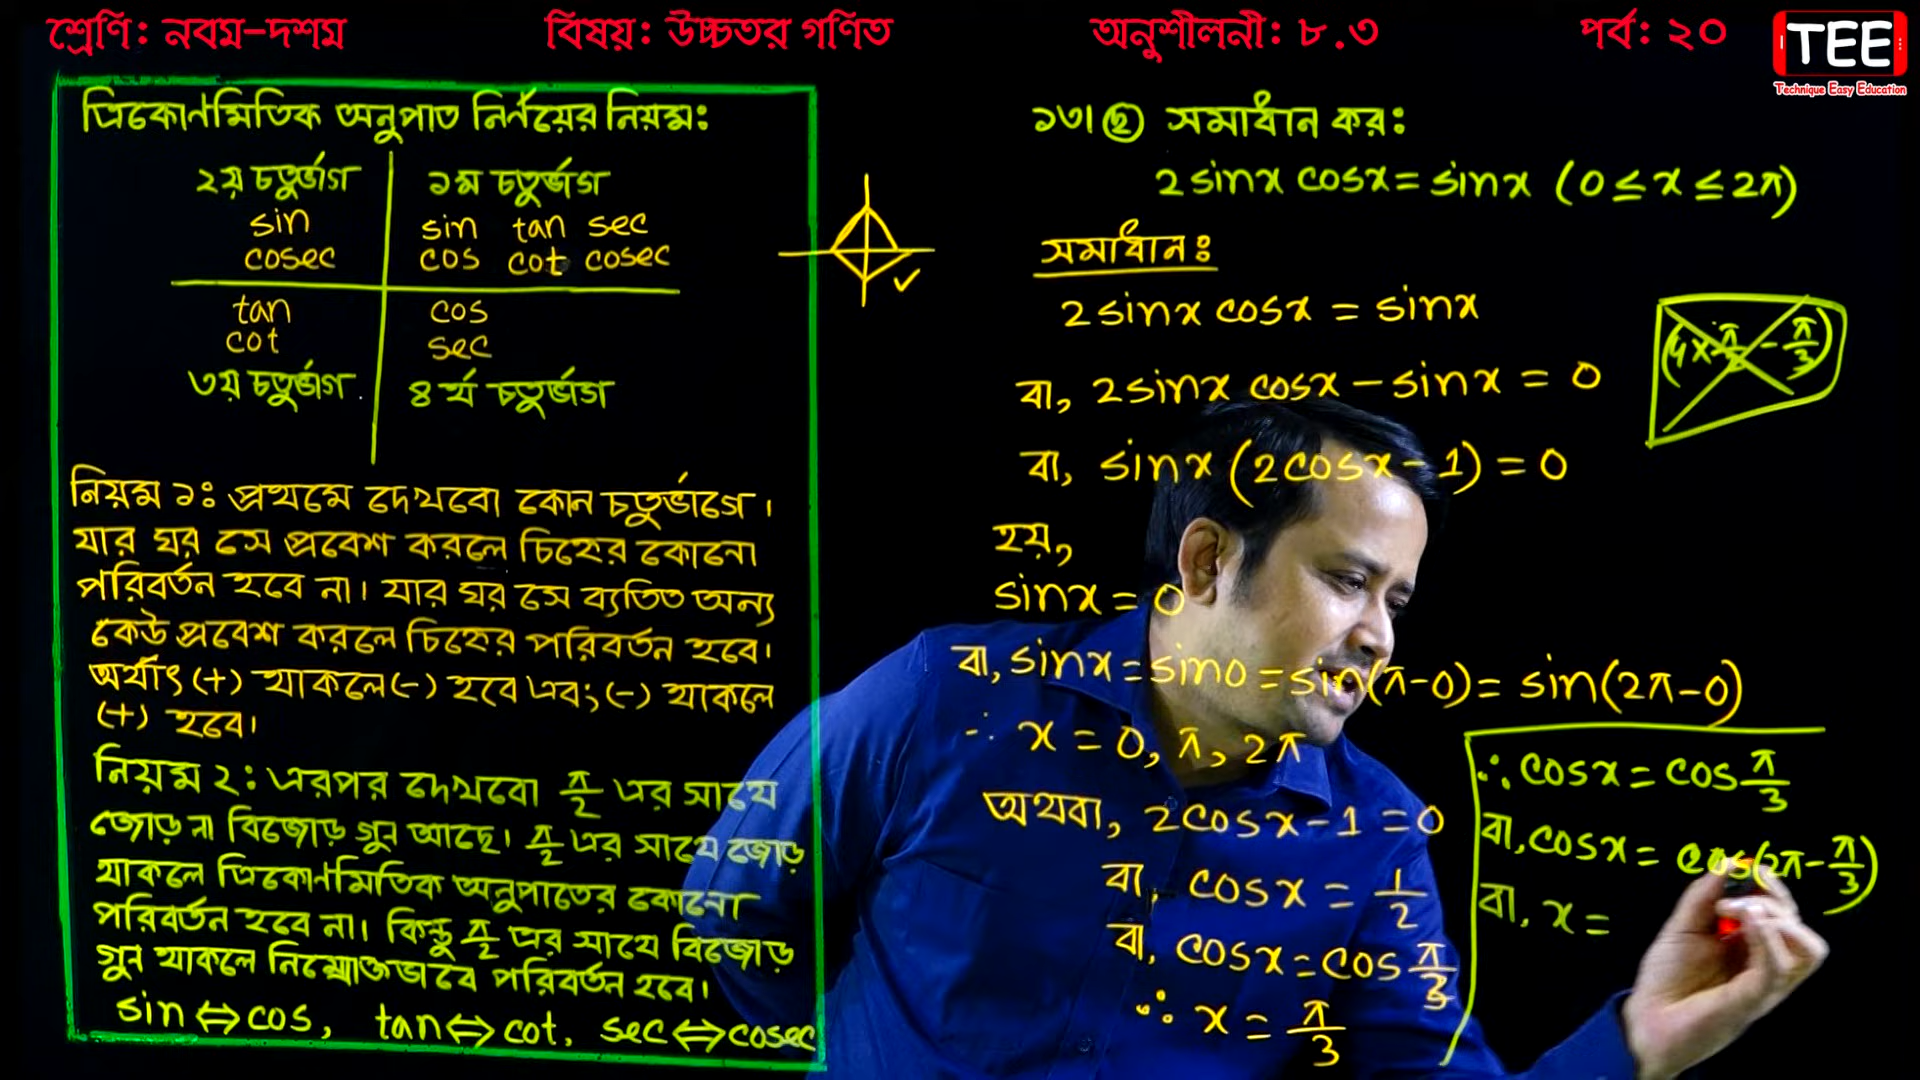 শ্রেণি: নবম-দশম
বিষয়: উচ্চতর গণিত
অনুশীলনী: ৮.৩
পর্ব: ২০
TEE
Technique Easy Education
ত্রিকোণমিতিক অনুপাত নির্ণয়ের নিয়ম:
২য় চতুর্ভাগ
১ম চতুর্ভাগ
sin
sin tan sec
cosec
cos cot cosec
tan
cos
cot
sec
৩য় চতুর্ভাগ
৪র্থ চতুর্ভাগ
নিয়ম ১: প্রথমে দেখবো কোন চতুর্ভাগে।
যার ঘর সে প্রবেশ করলে চিহ্নের কোনো
পরিবর্তন হবে না। যার ঘর সে ব্যতিত অন্য
কেউ প্রবেশ করলে চিহ্নের পরিবর্তন হবে।
অর্থাৎ (+) থাকলে (-) হবে এবং (-) থাকলে
(+) হবে।
নিয়ম ২: এরপর দেখবো π/2 এর সাথে
জোড় না বিজোড় গুন আছে। π/2 এর সাথে জোড়
থাকলে ত্রিকোণমিতিক অনুপাতের কোনো
পরিবর্তন হবে না। কিন্তু π/2 এর সাথে বিজোড়
গুন থাকলে নিম্মোক্তভাবে পরিবর্তন হবে।
sin⇔cos, tan⇔cot, sec⇔cosec
১৩। ছ সমাধান কর:
2sinx cosx = sinx (0 ≤ x ≤ 2π)
সমাধান:
2sinx cosx = sinx
বা, 2sinx cosx - sinx = 0
বা, sinx (2cosx - 1) = 0
হয়,
sinx = 0
বা, sinx = sin0 = sin(π-0) = sin(2π-0)
∴ x = 0, π, 2π
অথবা, 2cosx - 1 = 0
বা, cosx = 1/2
বা, cosx = cos π/3
∴ x = π/3
∴ cosx = cos π/3
বা, cosx = cos(2π - π/3)
বা, x =